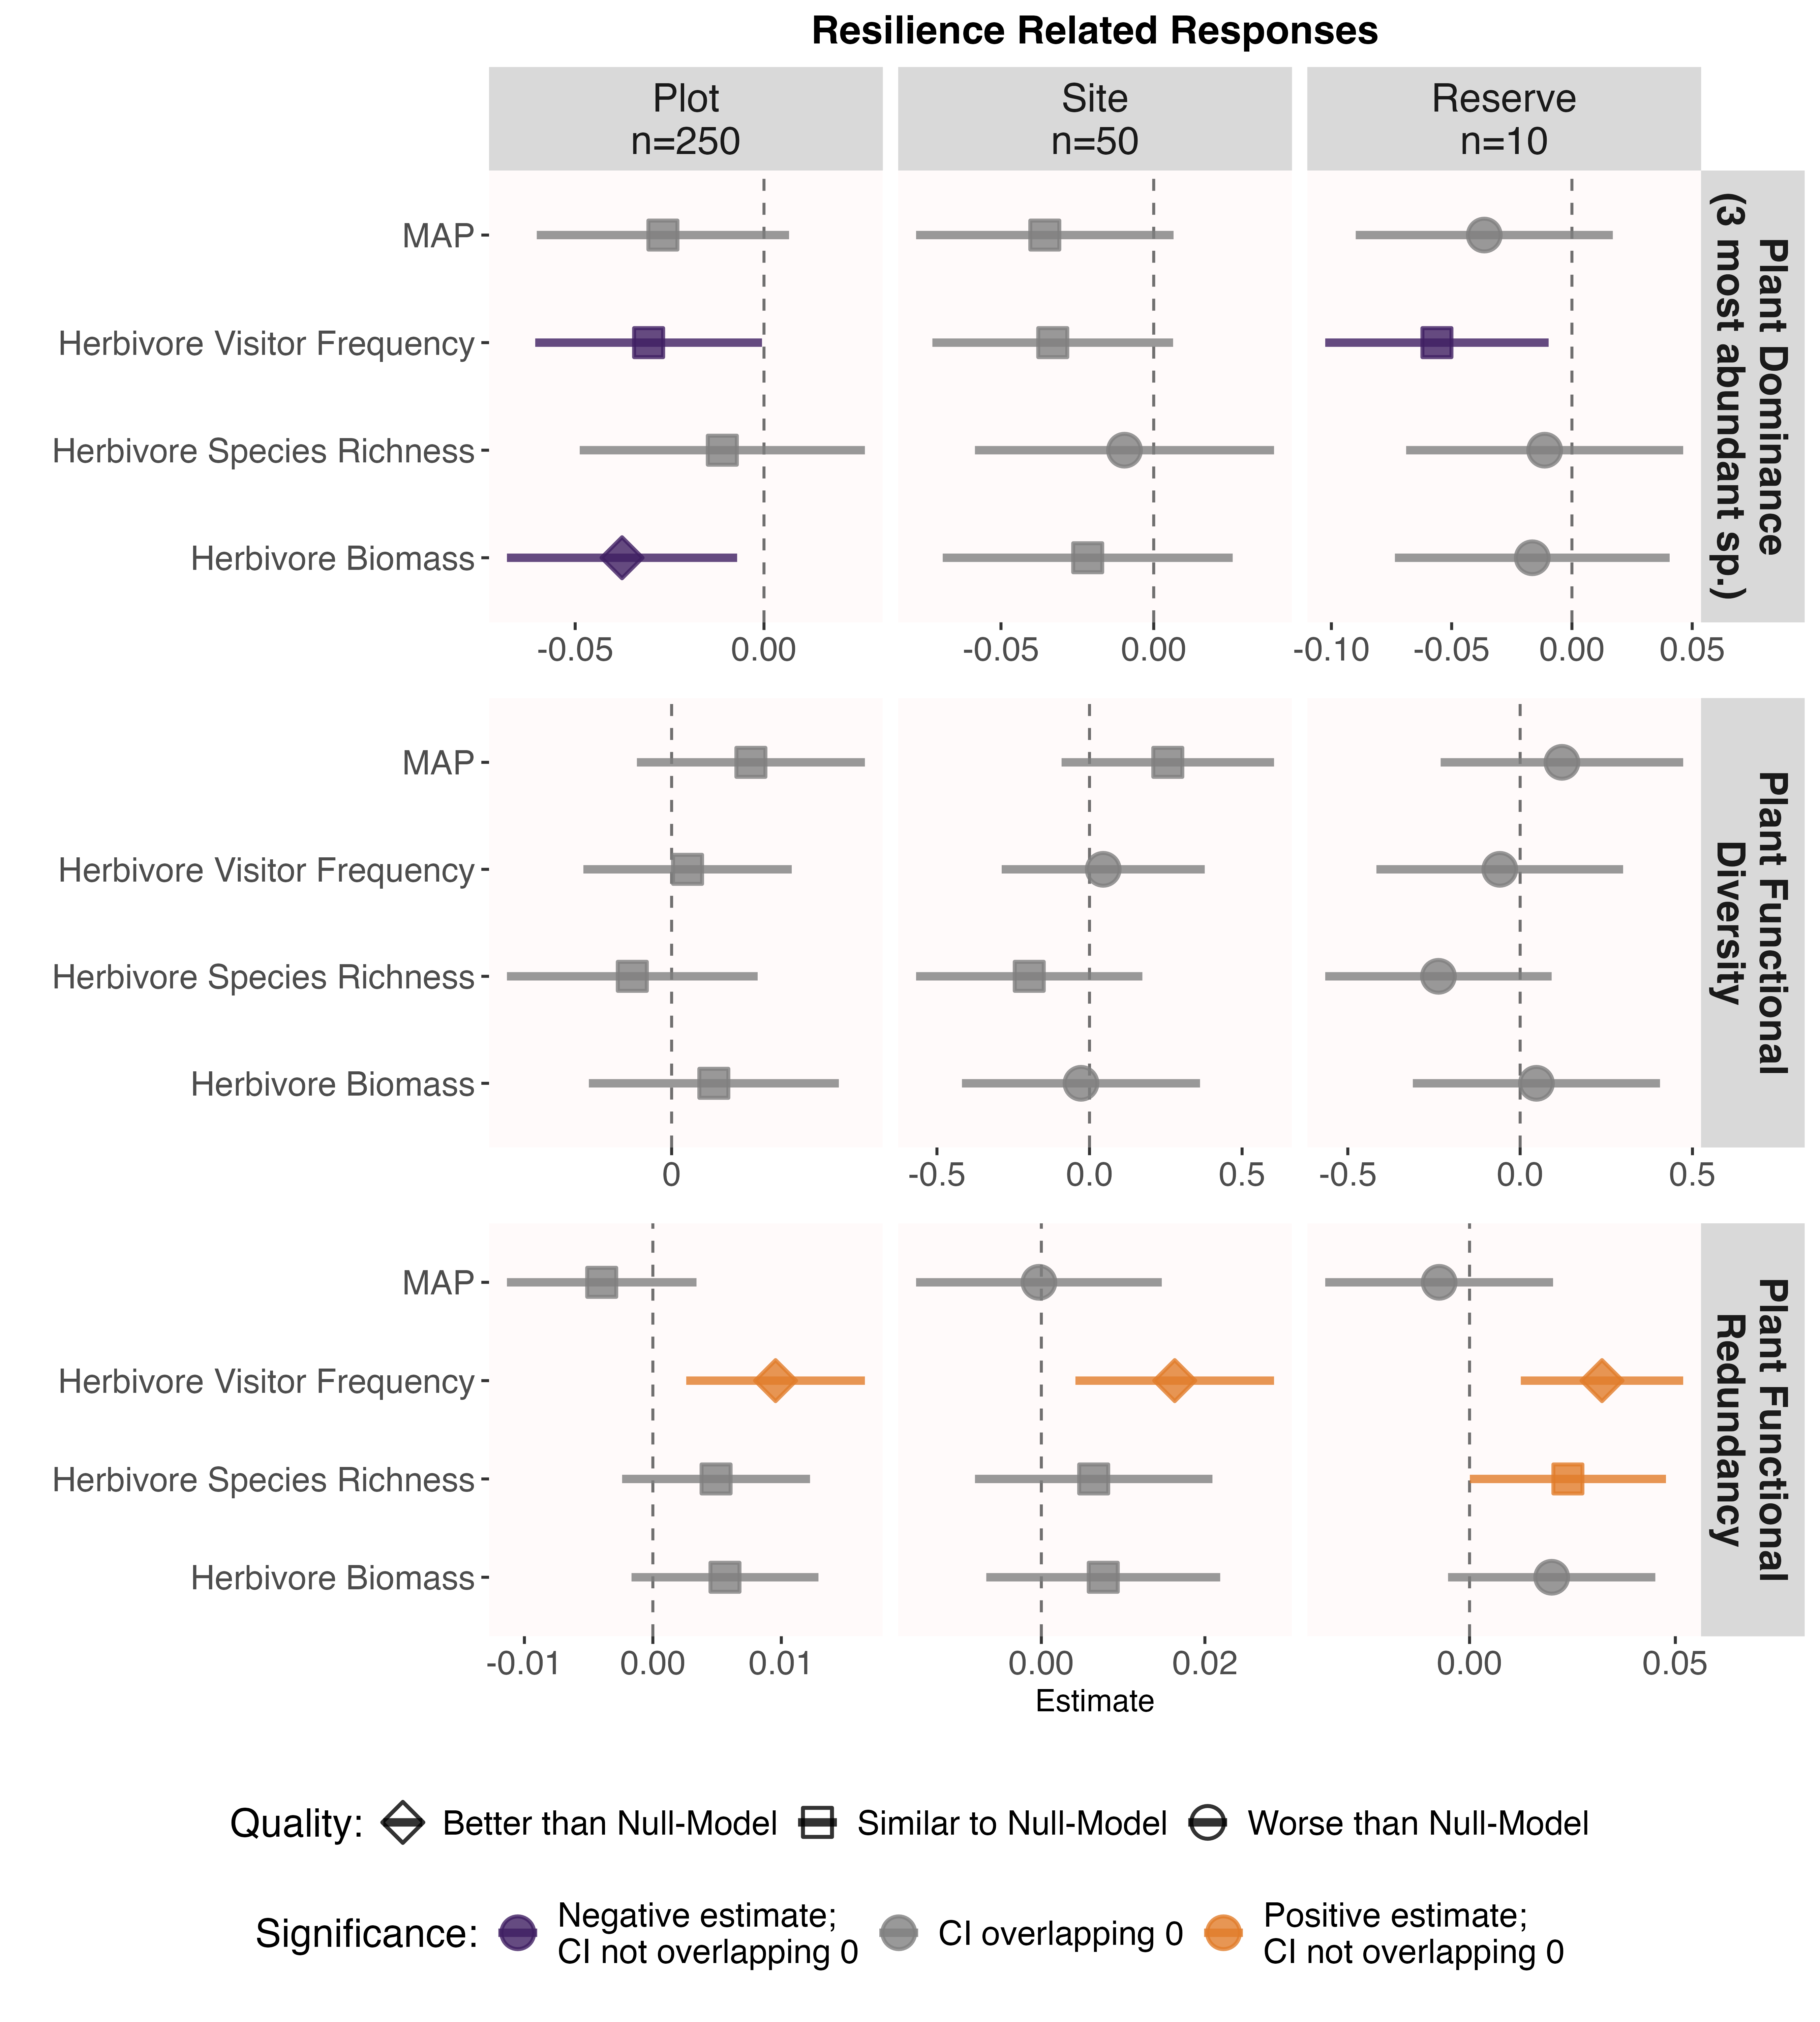 Resilience Related Responses
Plot
n=250
Site
n=50
Reserve
n=10
MAP
Herbivore Visitor Frequency
Herbivore Species Richness
Herbivore Biomass
Plant Dominance
(3 most abundant sp.)
-0.05 0.00
-0.05 0.00
-0.10 -0.05 0.00 0.05
MAP
Herbivore Visitor Frequency
Herbivore Species Richness
Herbivore Biomass
Plant Functional
Diversity
0
-0.5 0.0 0.5
-0.5 0.0 0.5
MAP
Herbivore Visitor Frequency
Herbivore Species Richness
Herbivore Biomass
Plant Functional
Redundancy
-0.01 0.00 0.01
0.00 0.02
0.00 0.05
Estimate
Quality: Better than Null-Model Similar to Null-Model Worse than Null-Model
Significance:
Negative estimate;
CI not overlapping 0
CI overlapping 0
Positive estimate;
CI not overlapping 0